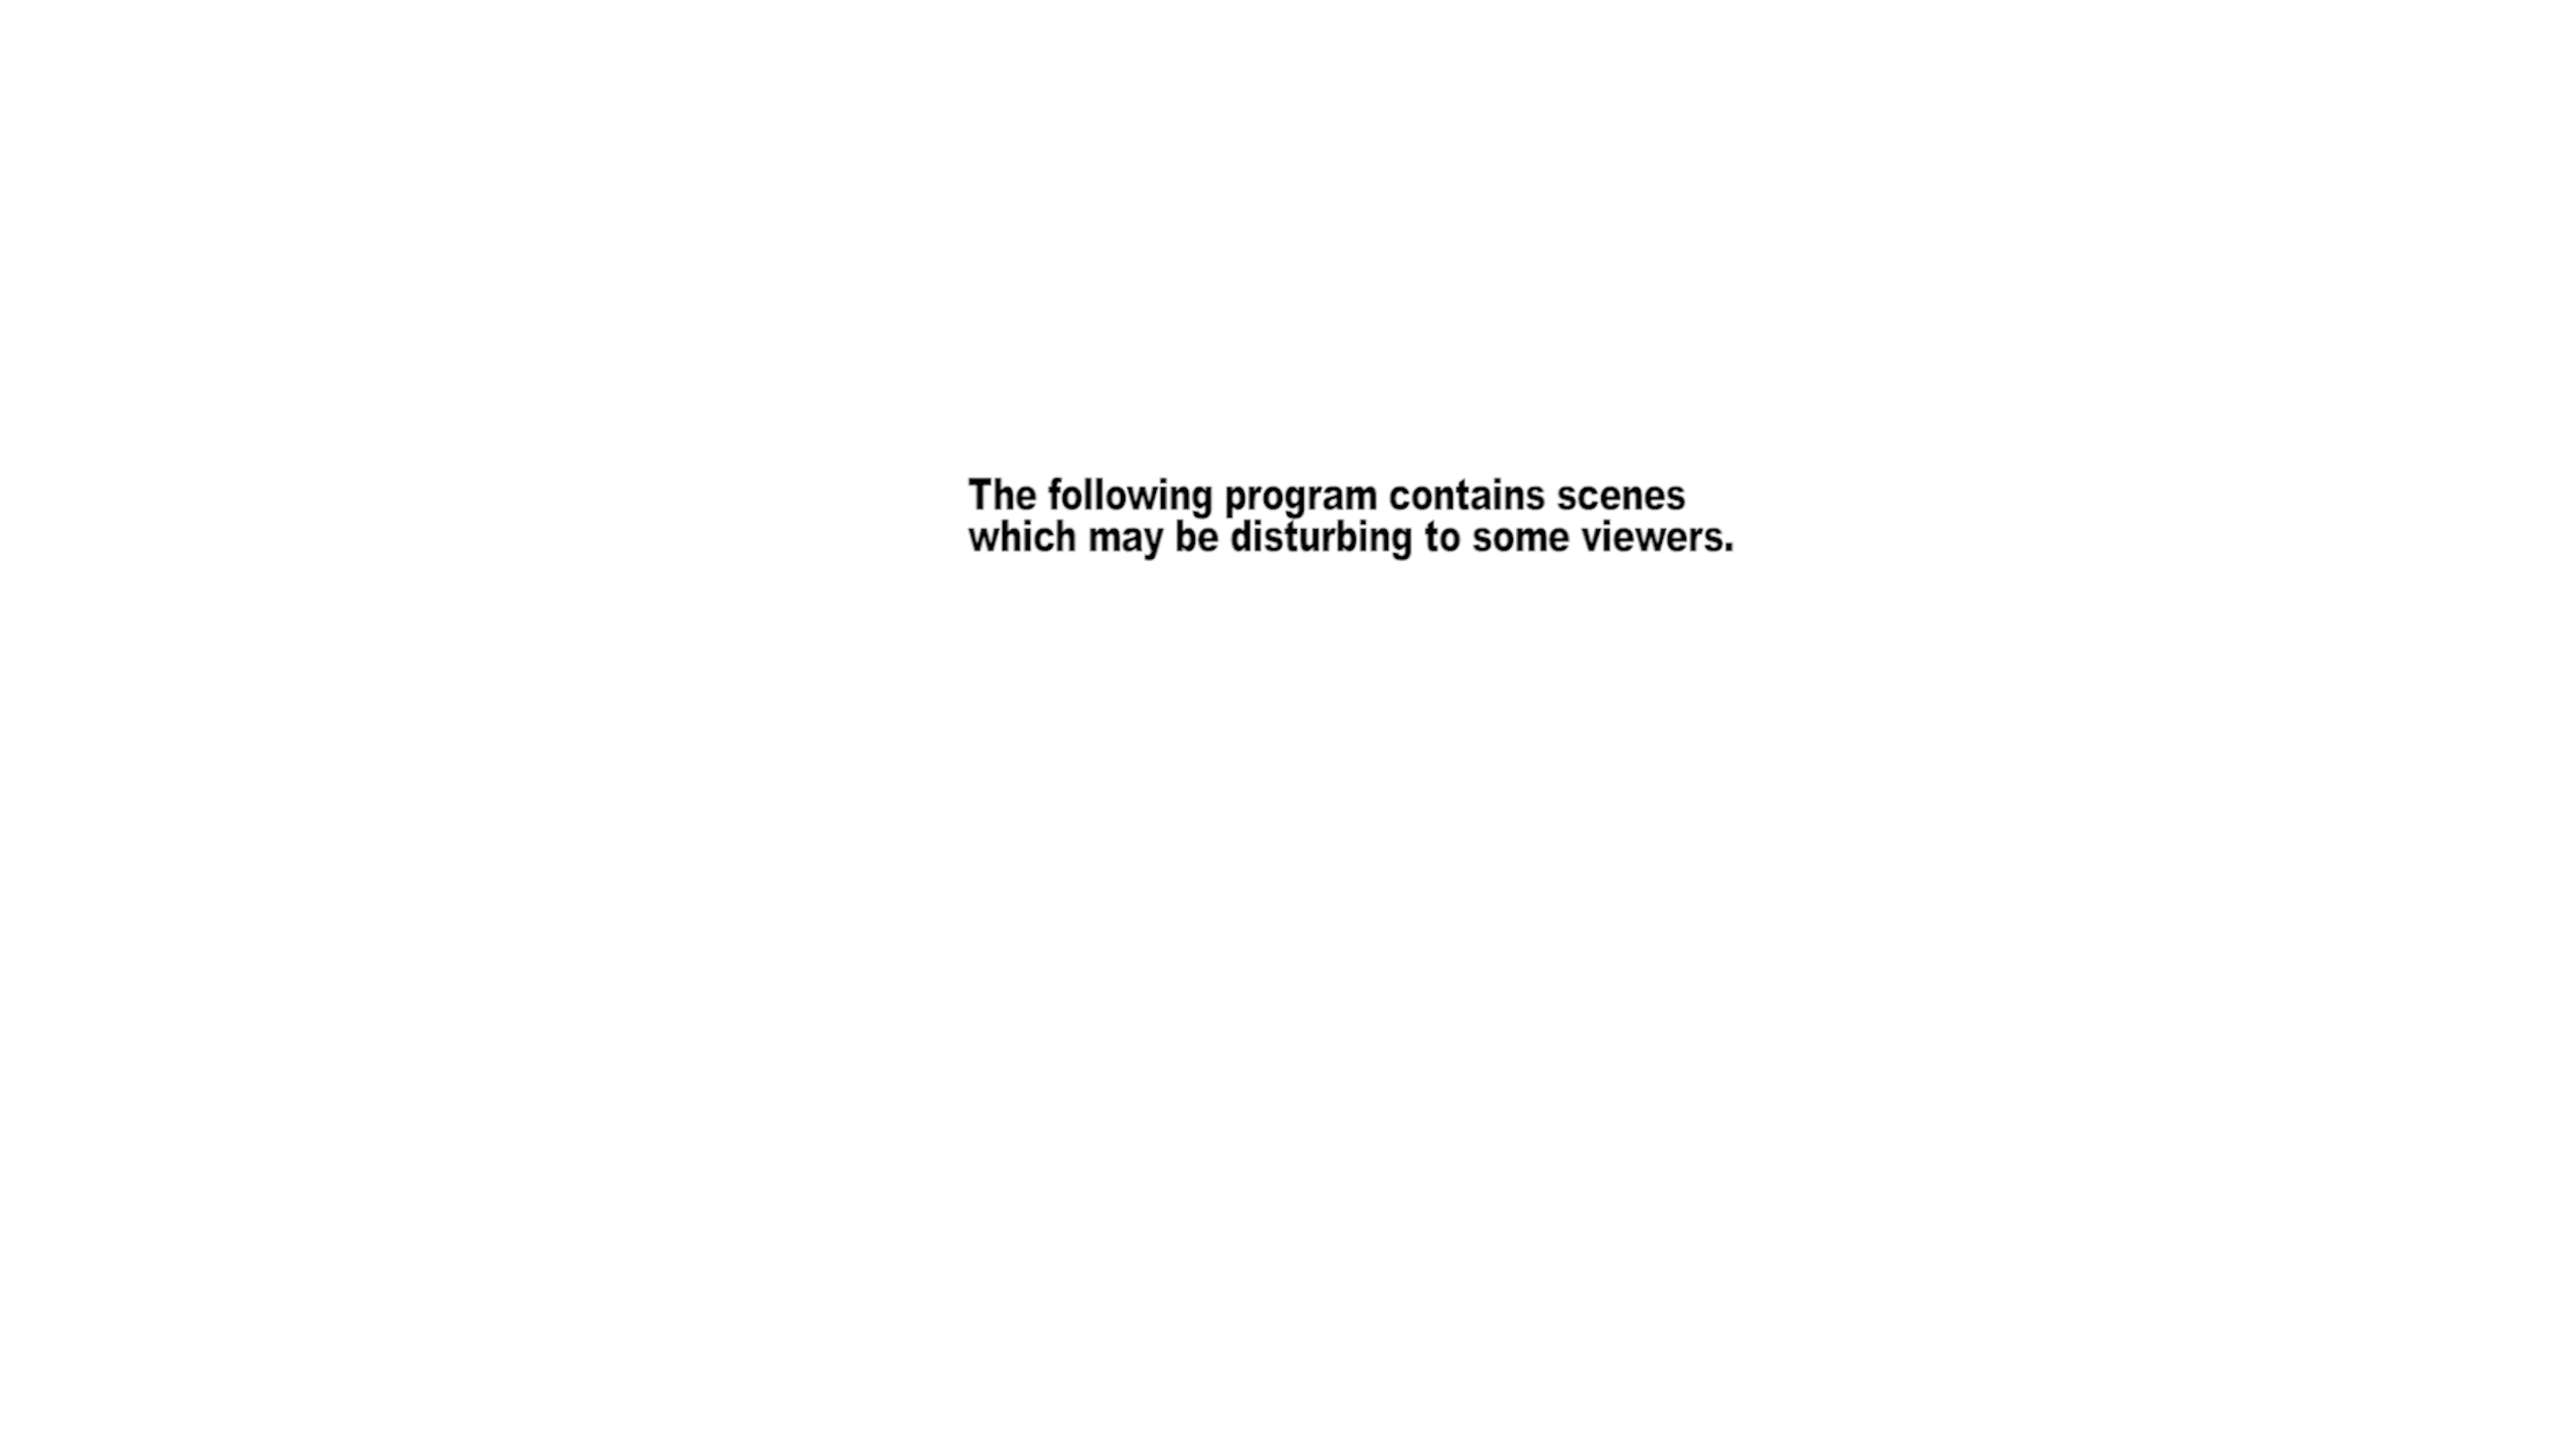 The following program contains scenes
which may be disturbing to some viewers.